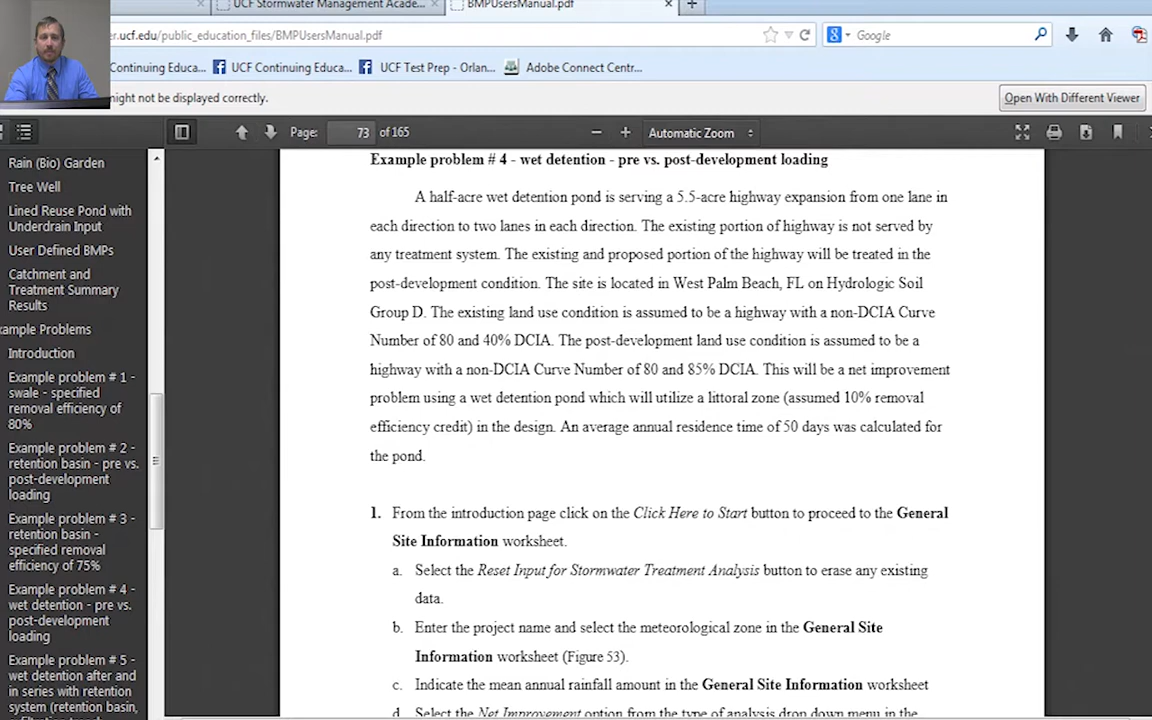 UCF Stormwater Management Acade...
BMPUsersManual.pdf
er.ucf.edu/public_education_files/BMPUsersManual.pdf
Google
Continuing Educa...
UCF Continuing Educa...
UCF Test Prep - Orlan...
Adobe Connect Centr...
ight not be displayed correctly.
Open With Different Viewer
Page: 73 of 165
Automatic Zoom
Rain (Bio) Garden
Tree Well
Lined Reuse Pond with
Underdrain Input
User Defined BMPs
Catchment and
Treatment Summary
Results
xample Problems
Introduction
Example problem # 1 -
swale - specified
removal efficiency of
80%
Example problem # 2 -
retention basin - pre vs.
post-development
loading
Example problem # 3 -
retention basin -
specified removal
efficiency of 75%
Example problem # 4 -
wet detention - pre vs.
post-development
loading
Example problem # 5 -
wet detention after and
in series with retention
system (retention basin,
Example problem # 4 - wet detention - pre vs. post-development loading
A half-acre wet detention pond is serving a 5.5-acre highway expansion from one lane in
each direction to two lanes in each direction. The existing portion of highway is not served by
any treatment system. The existing and proposed portion of the highway will be treated in the
post-development condition. The site is located in West Palm Beach, FL on Hydrologic Soil
Group D. The existing land use condition is assumed to be a highway with a non-DCIA Curve
Number of 80 and 40% DCIA. The post-development land use condition is assumed to be a
highway with a non-DCIA Curve Number of 80 and 85% DCIA. This will be a net improvement
problem using a wet detention pond which will utilize a littoral zone (assumed 10% removal
efficiency credit) in the design. An average annual residence time of 50 days was calculated for
the pond.
1. From the introduction page click on the Click Here to Start button to proceed to the General
Site Information worksheet.
a. Select the Reset Input for Stormwater Treatment Analysis button to erase any existing
data.
b. Enter the project name and select the meteorological zone in the General Site
Information worksheet (Figure 53).
c. Indicate the mean annual rainfall amount in the General Site Information worksheet
d. Select the Net Improvement option from the type of analysis drop down menu in the